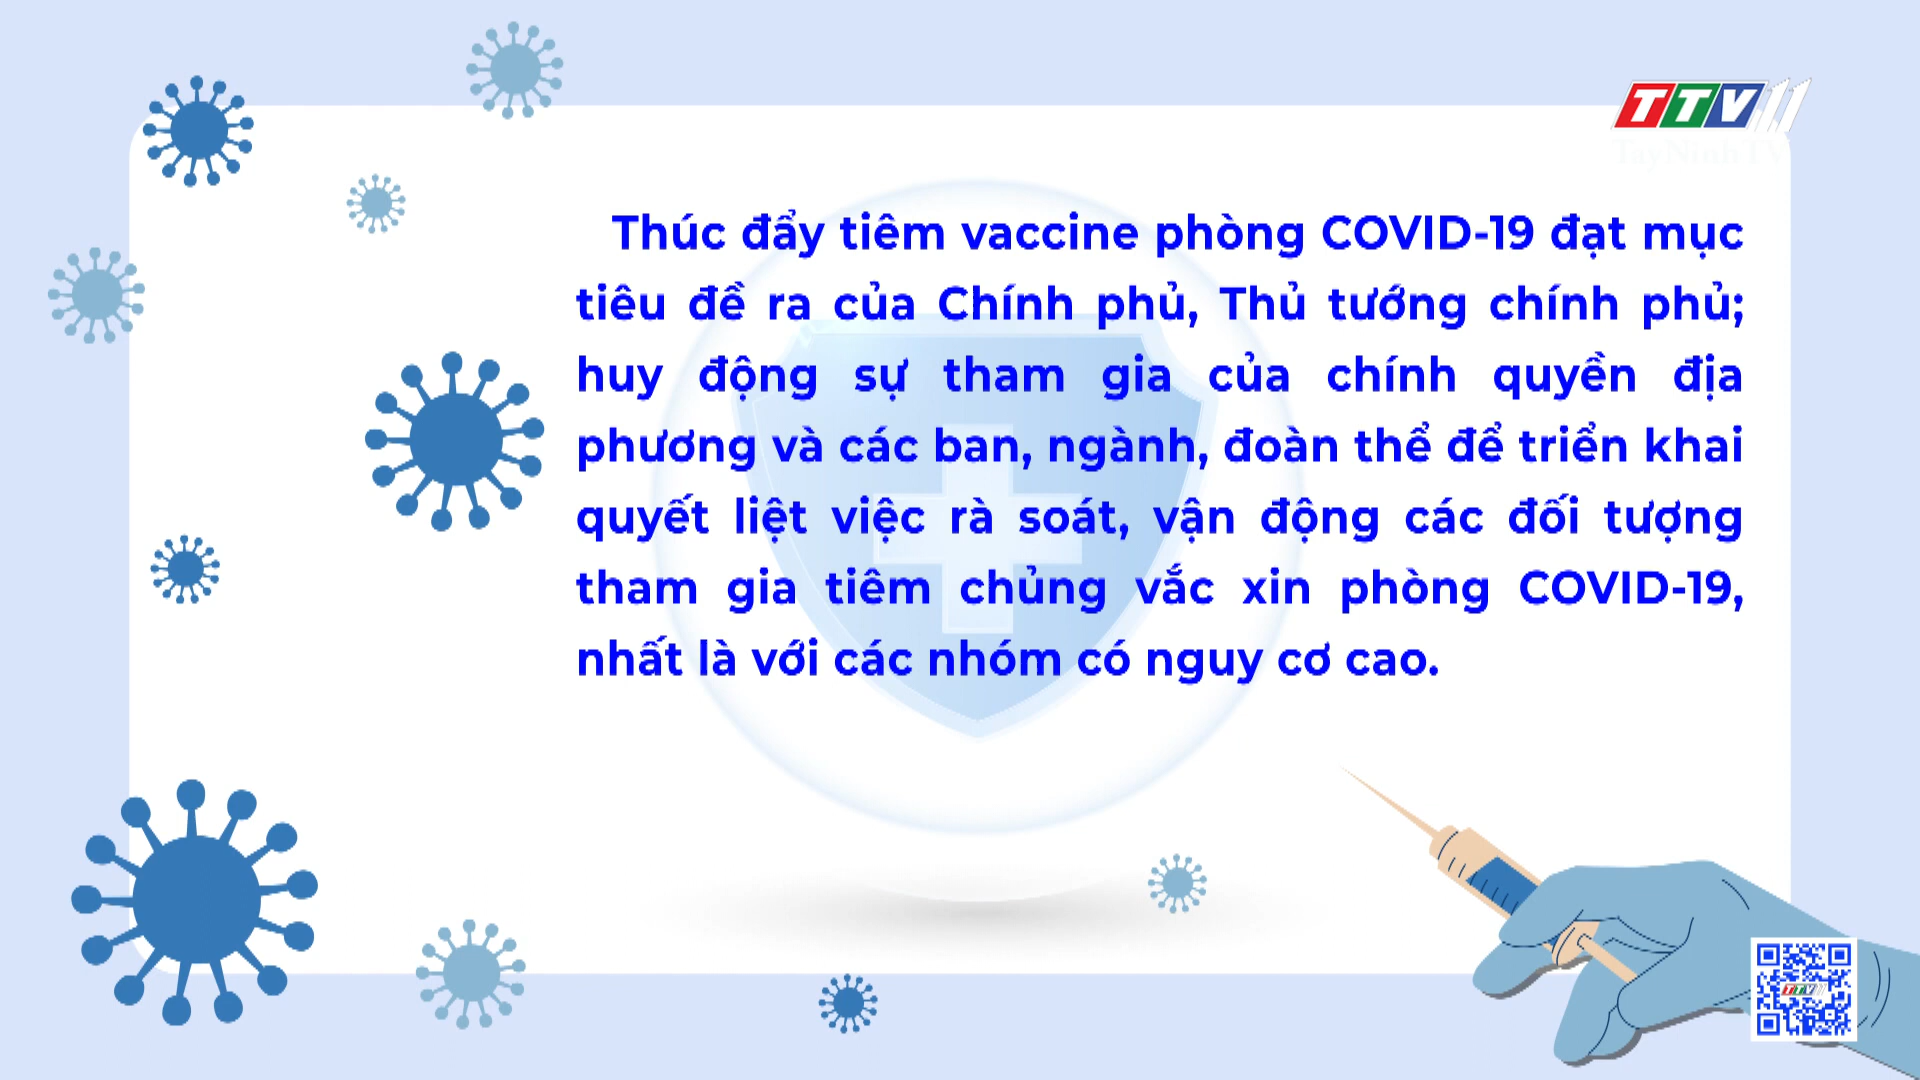 TTV11
TayNinhTV
Thúc đẩy tiêm vaccine phòng COVID-19 đạt mục
tiêu đề ra của Chính phủ, Thủ tướng chính phủ;
huy động sự tham gia của chính quyền địa
phương và các ban, ngành, đoàn thể để triển khai
quyết liệt việc rà soát, vận động các đối tượng
tham gia tiêm chủng vắc xin phòng COVID-19,
nhất là với các nhóm có nguy cơ cao.
TTV11